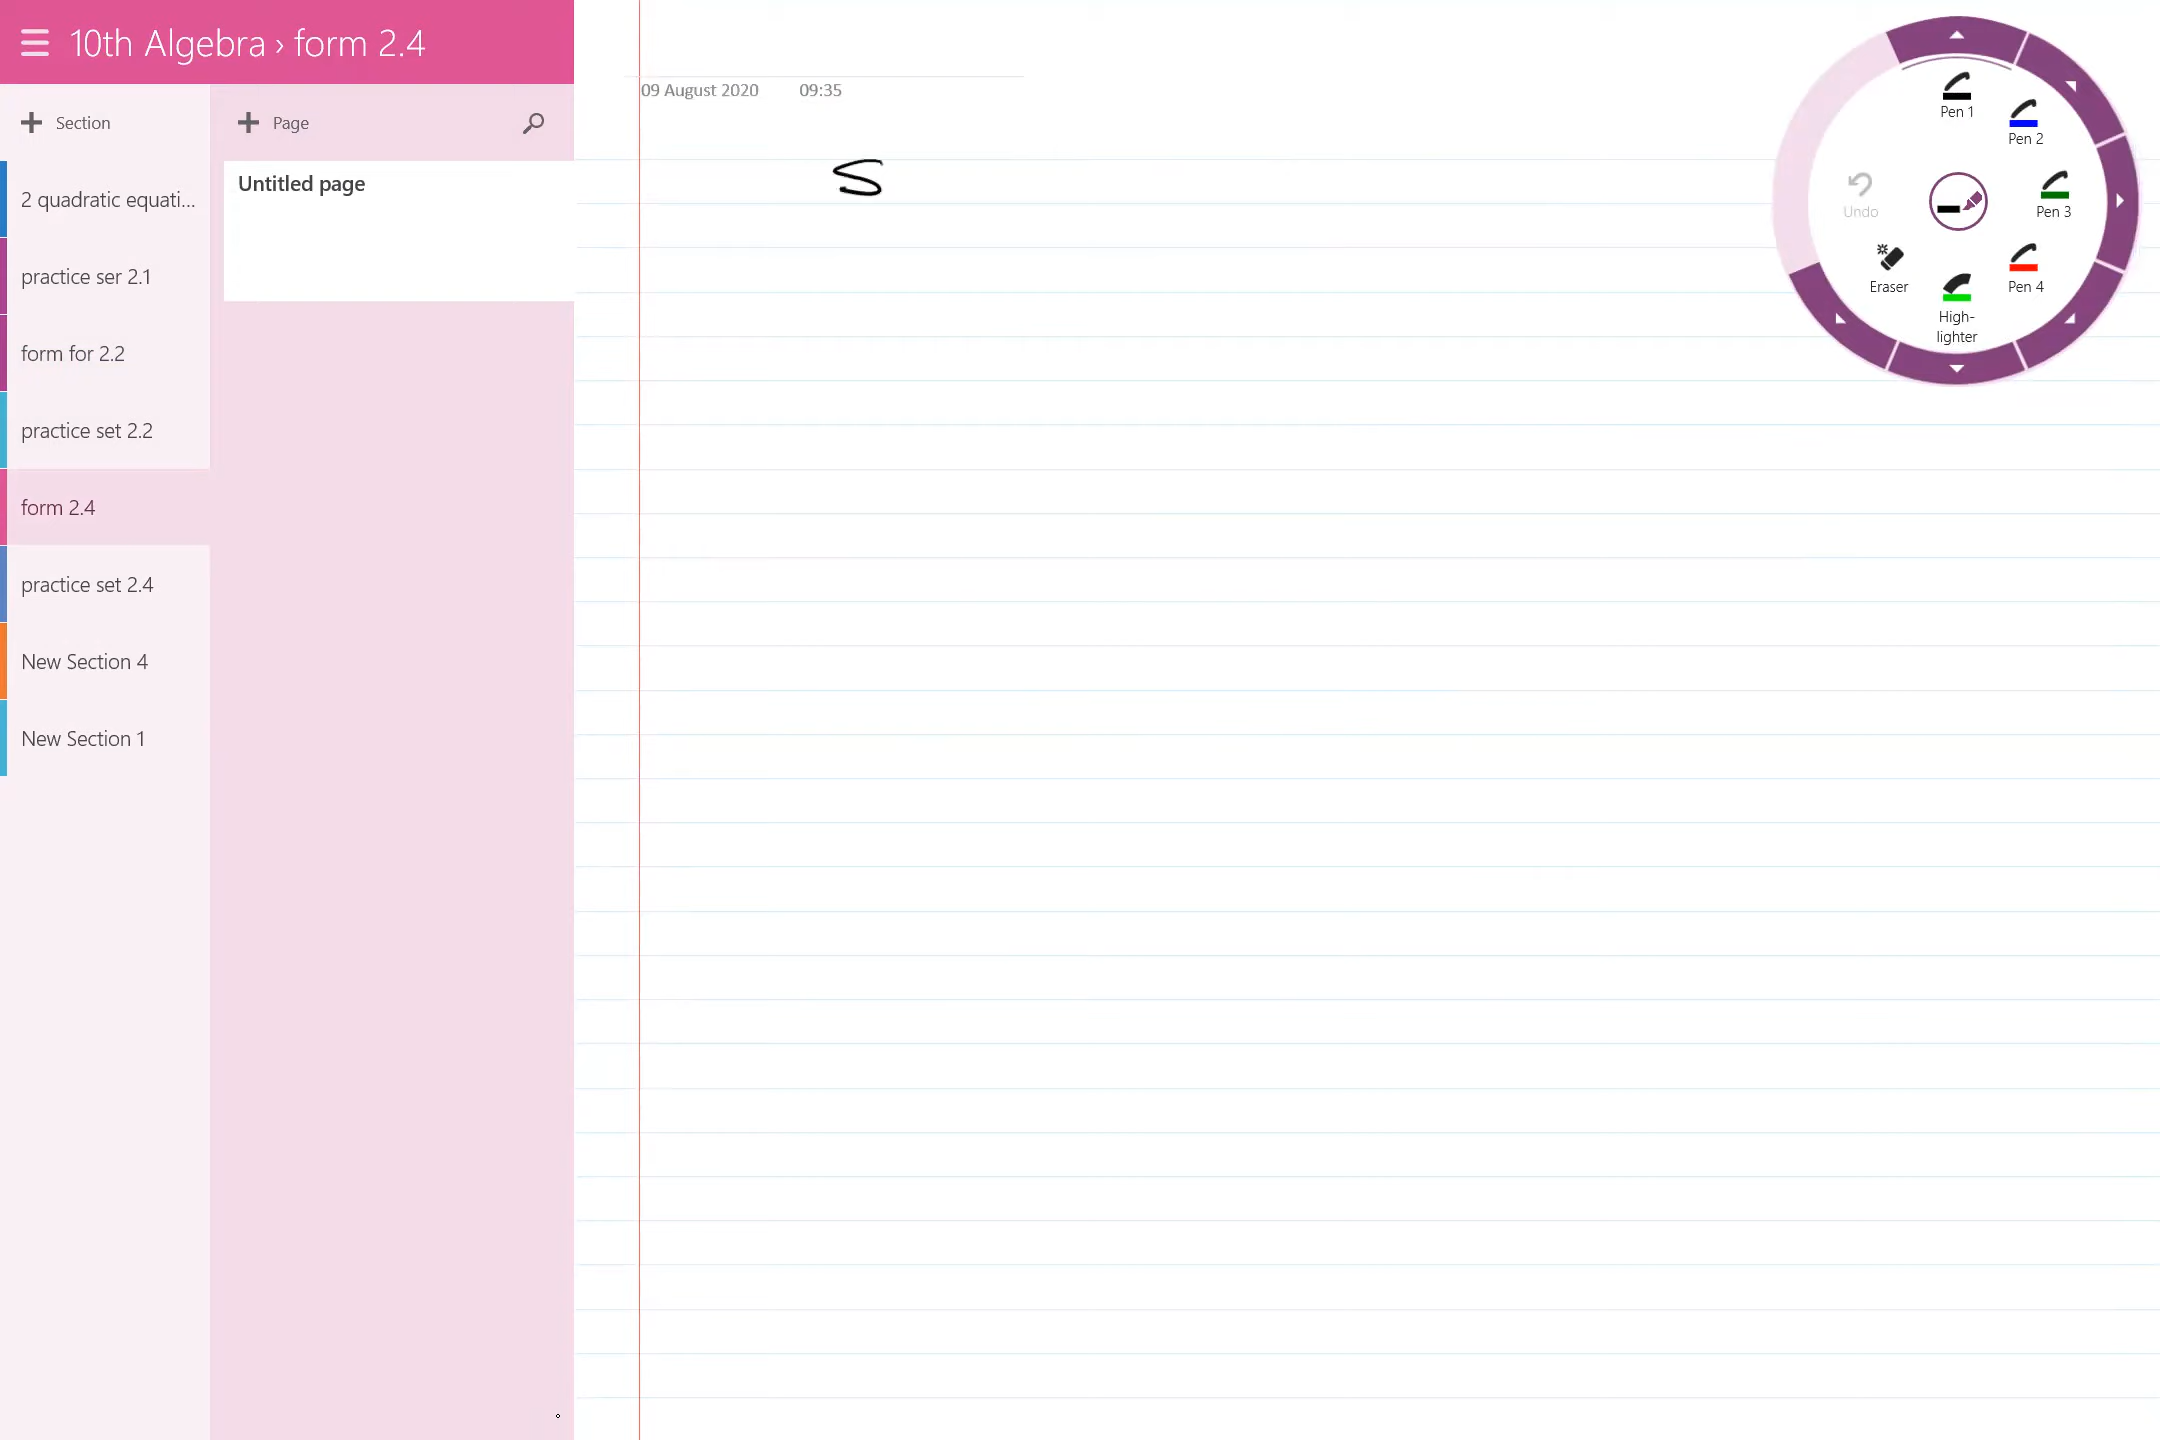 10th Algebra › form 2.4
Section
2 quadratic equati...
practice ser 2.1
form for 2.2
practice set 2.2
form 2.4
practice set 2.4
New Section 4
New Section 1
Page
Untitled page
09 August 2020 09:35
S
Pen 1
Pen 2
Pen 3
Pen 4
High-
lighter
Eraser
Undo